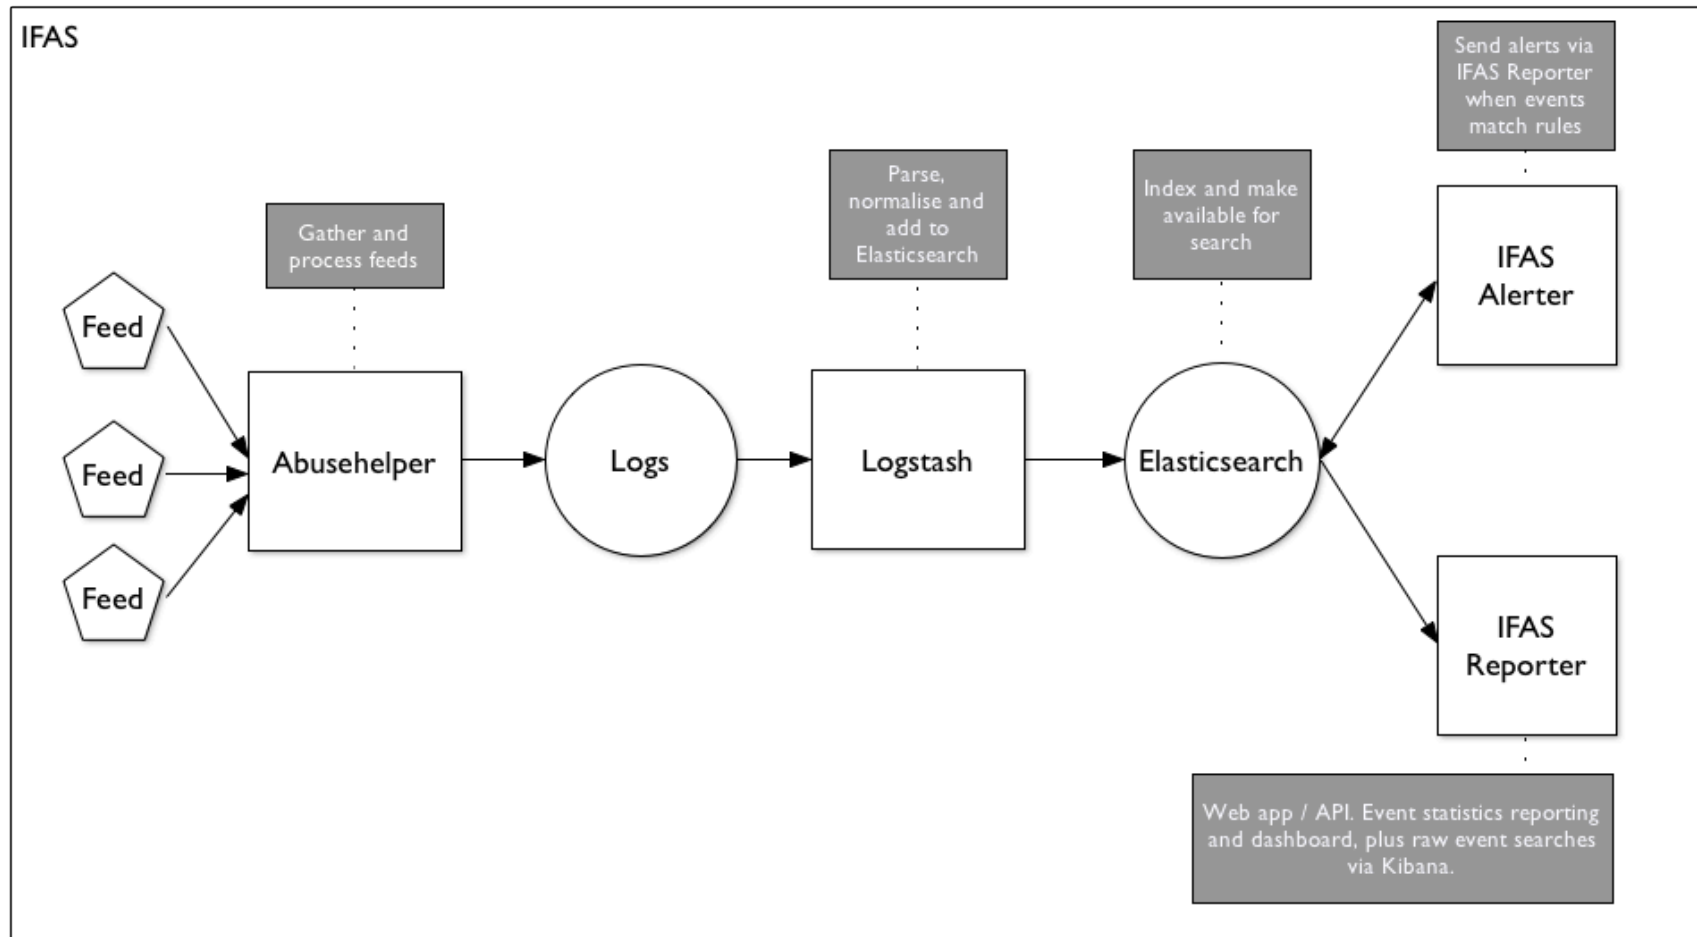 IFAS
Send alerts via
IFAS Reporter
when events
match rules
Parse,
normalise and
add to
Elasticsearch
Index and make
available for
search
Gather and
process feeds
IFAS
Alerter
Feed
Feed
Feed
Abusehelper
Logs
Logstash
Elasticsearch
IFAS
Reporter
Web app / API. Event statistics reporting
and dashboard, plus raw event searches
via Kibana.